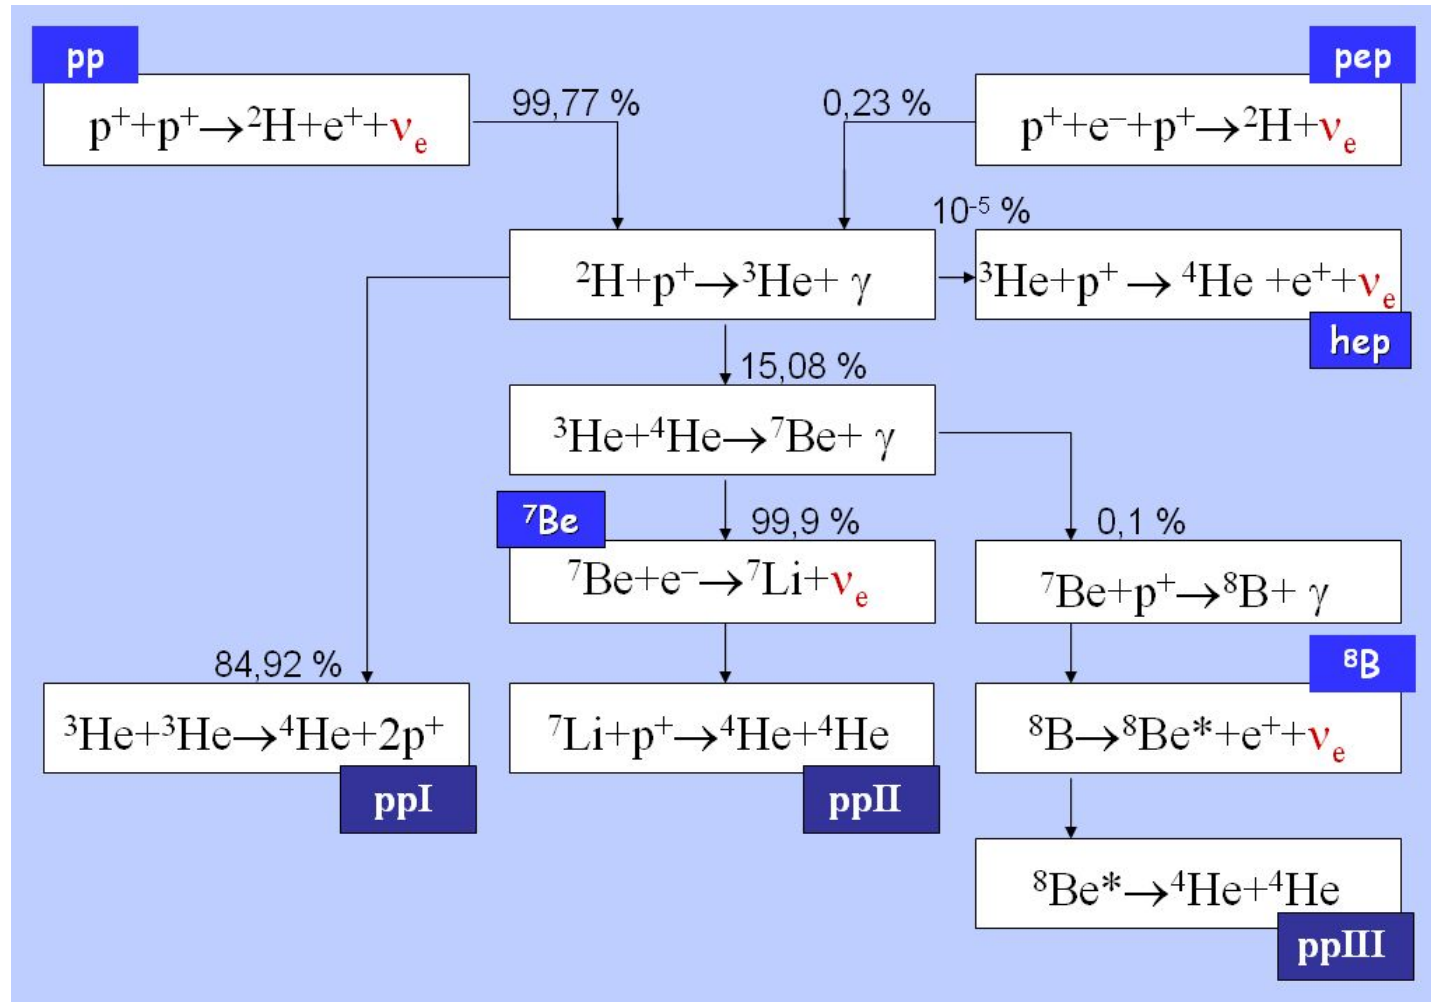 pp
p⁺+p⁺→²H+e⁺+νₑ
99,77 %
pep
0,23 %
p⁺+e⁻+p⁺→²H+νₑ
²H+p⁺→³He+ γ
10⁻⁵ %
³He+p⁺→ ⁴He +e⁺+νₑ
hep
15,08 %
³He+⁴He→⁷Be+ γ
⁷Be
99,9 %
⁷Be+e⁻→⁷Li+νₑ
0,1 %
⁷Be+p⁺→⁸B+ γ
84,92 %
³He+³He→⁴He+2p⁺
ppI
⁷Li+p⁺→⁴He+⁴He
ppII
⁸B
⁸B→⁸Be*+e⁺+νₑ
⁸Be*→⁴He+⁴He
ppIII